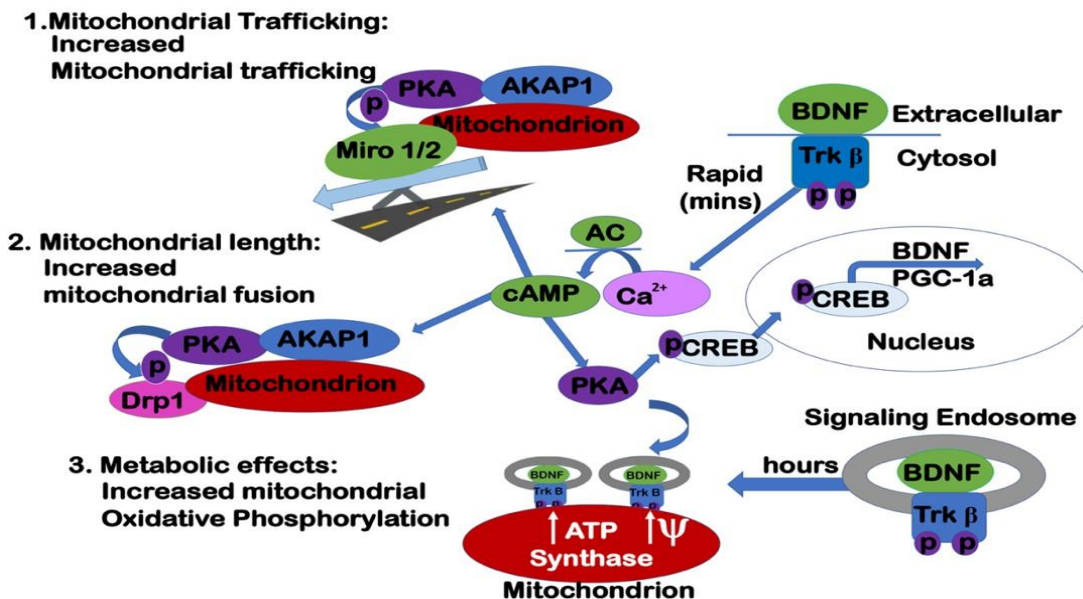 1.Mitochondrial Trafficking:
Increased
Mitochondrial trafficking
PKA
AKAP1
p
Mitochondrion
Miro 1/2
BDNF
Extracellular
Trk β
Cytosol
p p
Rapid
(mins)
2. Mitochondrial length:
Increased
mitochondrial fusion
AC
cAMP
Ca²⁺
BDNF
PGC-1a
p
CREB
Nucleus
PKA
AKAP1
p
Drp1
Mitochondrion
p
CREB
PKA
Signaling Endosome
3. Metabolic effects:
Increased mitochondrial
Oxidative Phosphorylation
hours
BDNF
Trk β
p p
BDNF
Trk B
p p
BDNF
Trk B
p p
ATP
Synthase
Ψ
Mitochondrion